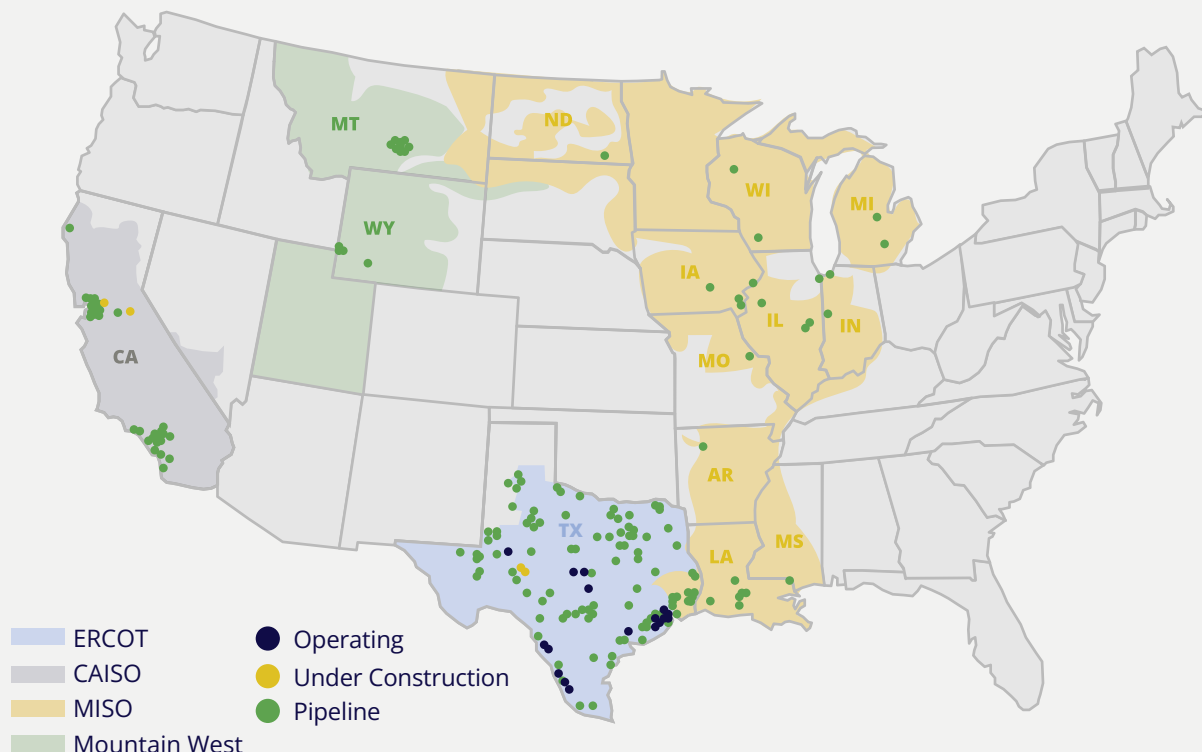 MT
ND
WI
MI
WY
IA
IL
IN
CA
MO
AR
TX
LA
MS
ERCOT
Operating
CAISO
Under Construction
MISO
Pipeline
Mountain West